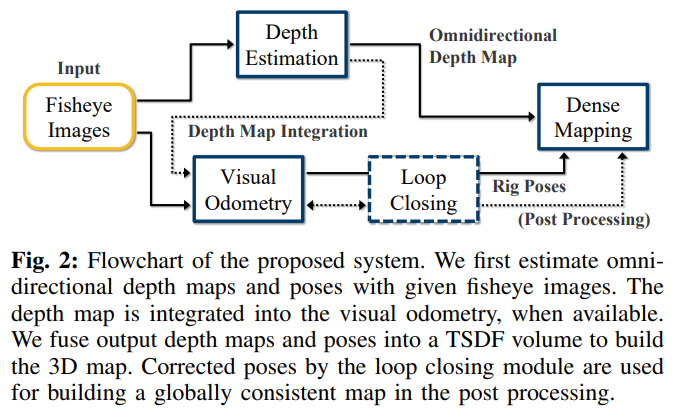 Depth
Estimation
Omnidirectional
Depth Map
Input
Fisheye
Images
Dense
Mapping
Depth Map Integration
Visual
Odometry
Loop
Closing
Rig Poses
(Post Processing)
Fig. 2: Flowchart of the proposed system. We first estimate omni-
directional depth maps and poses with given fisheye images. The
depth map is integrated into the visual odometry, when available.
We fuse output depth maps and poses into a TSDF volume to build
the 3D map. Corrected poses by the loop closing module are used
for building a globally consistent map in the post processing.